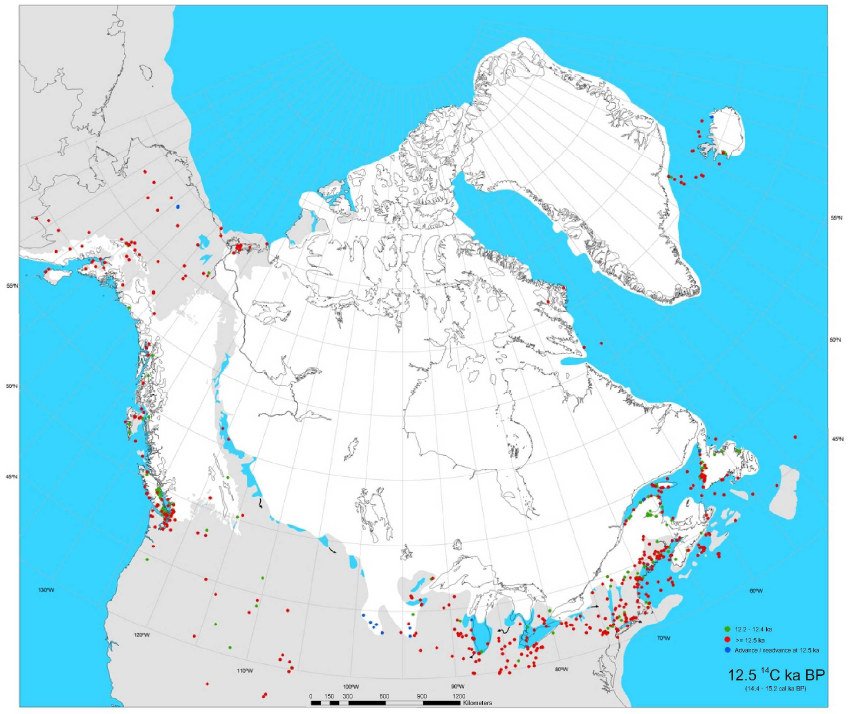 55°N
50°N
45°N
55°N
50°N
45°N
130°W
120°W
110°W
100°W
90°W
80°W
70°W
60°W
12.2 - 12.4 ka
>= 12.5 ka
Advance / readvance at 12.5 ka
12.5 ¹⁴C ka BP
(14.4 - 15.2 cal ka BP)
0 150 300 600 900 1200
Kilometers